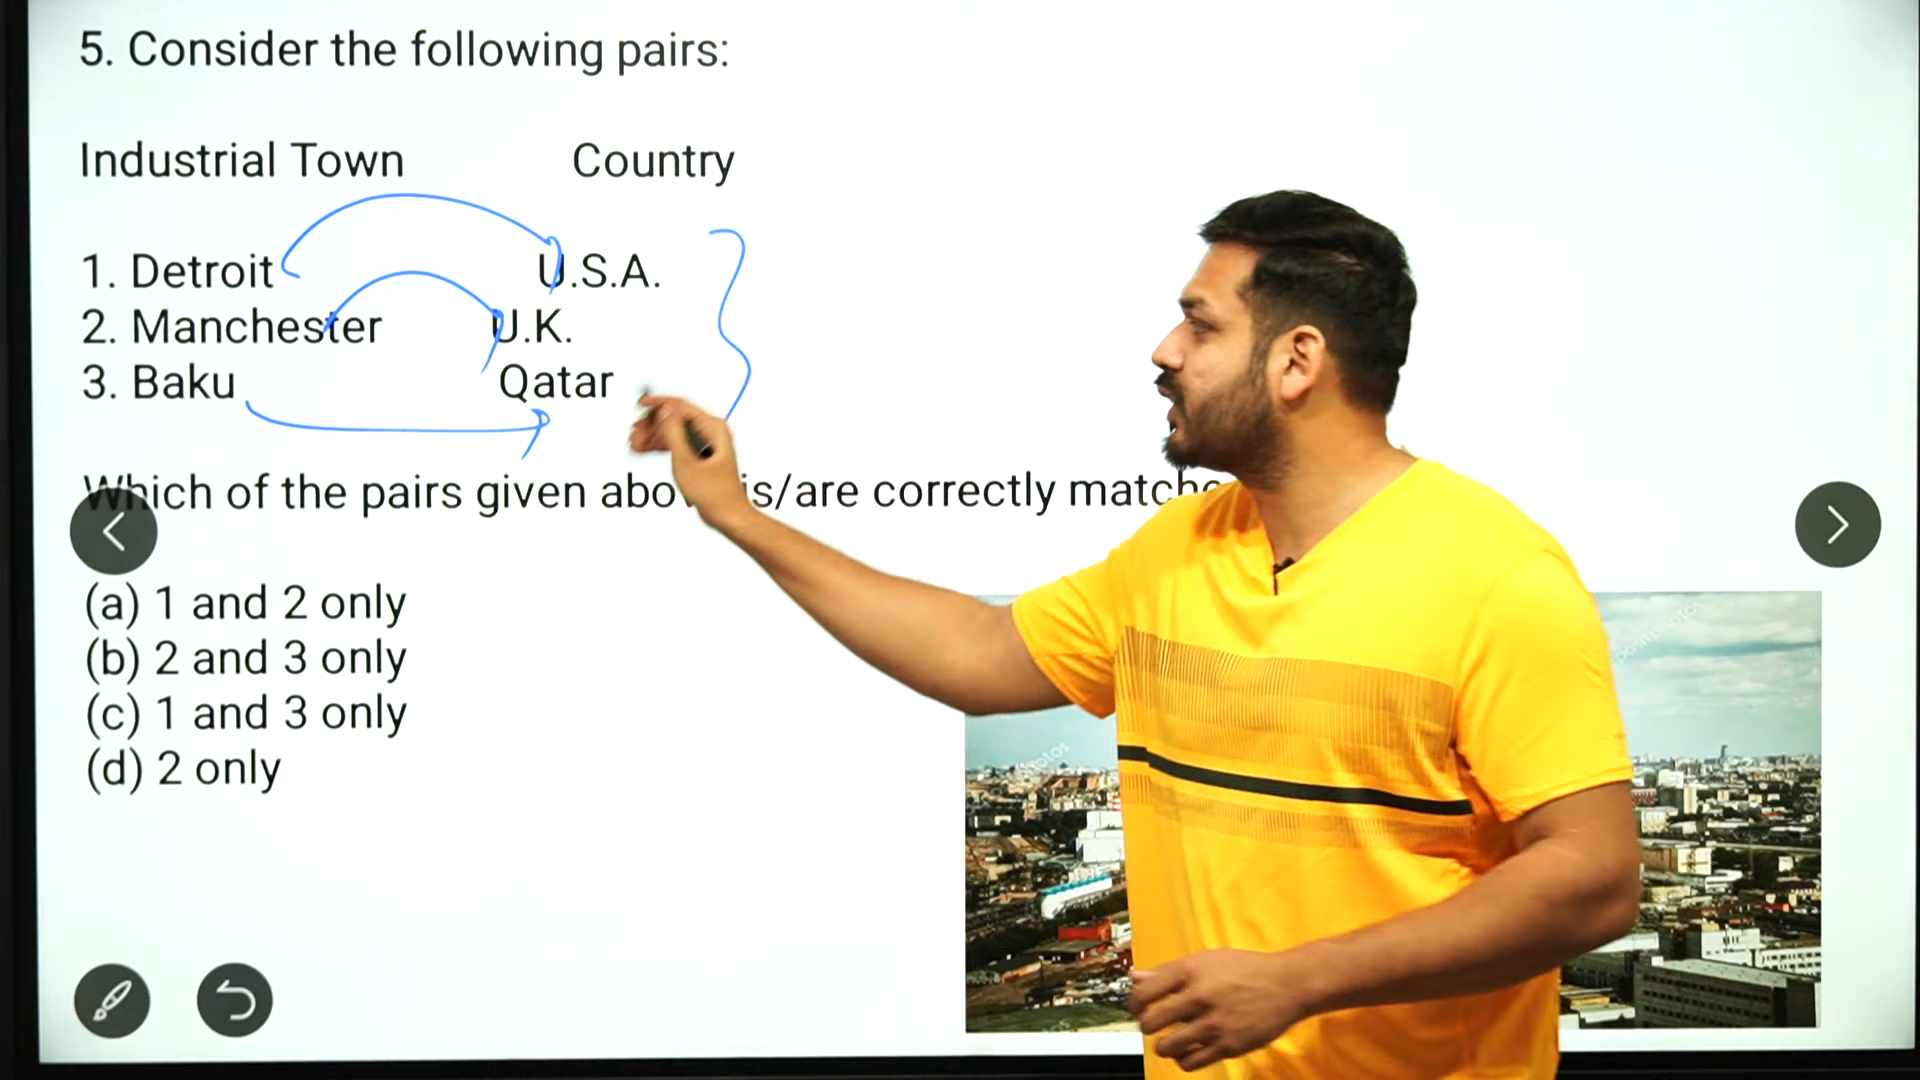 5. Consider the following pairs:
Industrial Town Country
1. Detroit U.S.A.
2. Manchester U.K.
3. Baku Qatar
Which of the pairs given abo is/are correctly matche
(a) 1 and 2 only
(b) 2 and 3 only
(c) 1 and 3 only
(d) 2 only